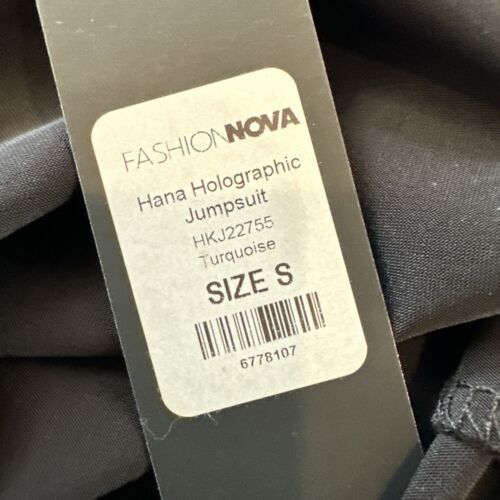 FASHIONNOVA
Hana Holographic
Jumpsuit
HKJ22755
Turquoise
SIZE S
6778107